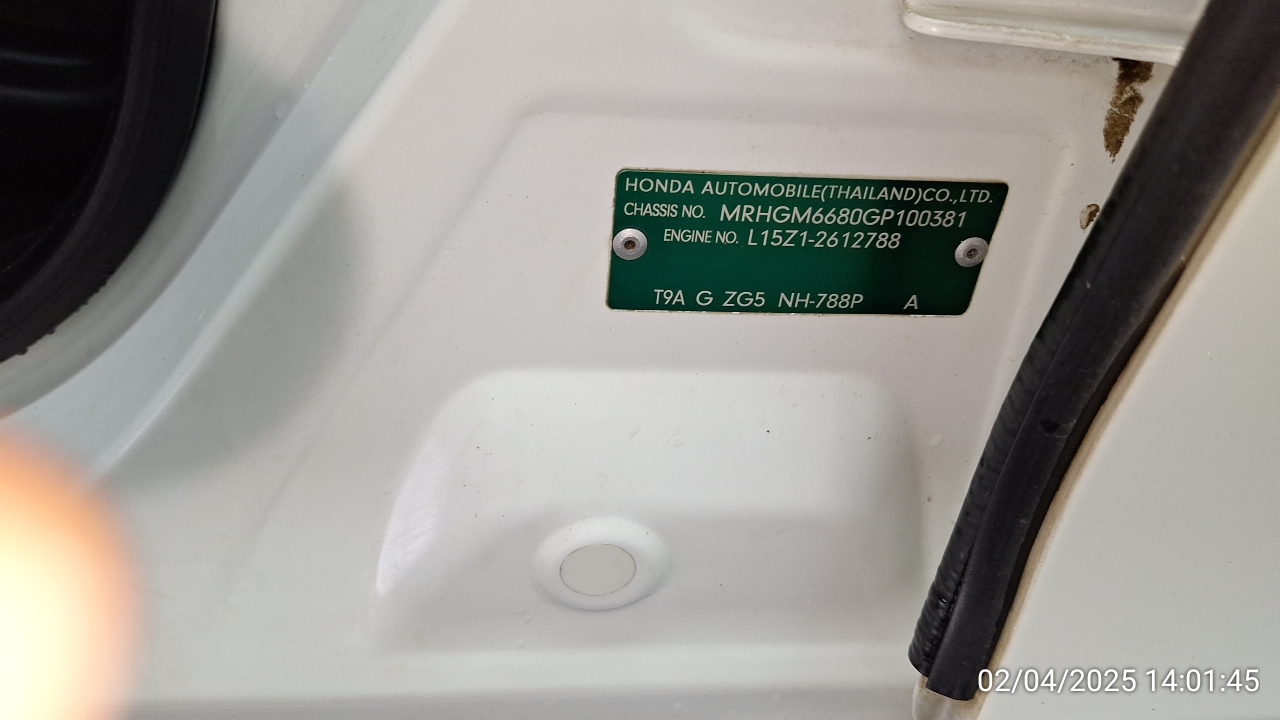 HONDA AUTOMOBILE(THAILAND)CO.,LTD.
CHASSIS NO. MRHGM6680GP100381
ENGINE NO. L15Z1-2612788
T9A G ZG5 NH-788P A
02/04/2025 14:01:45